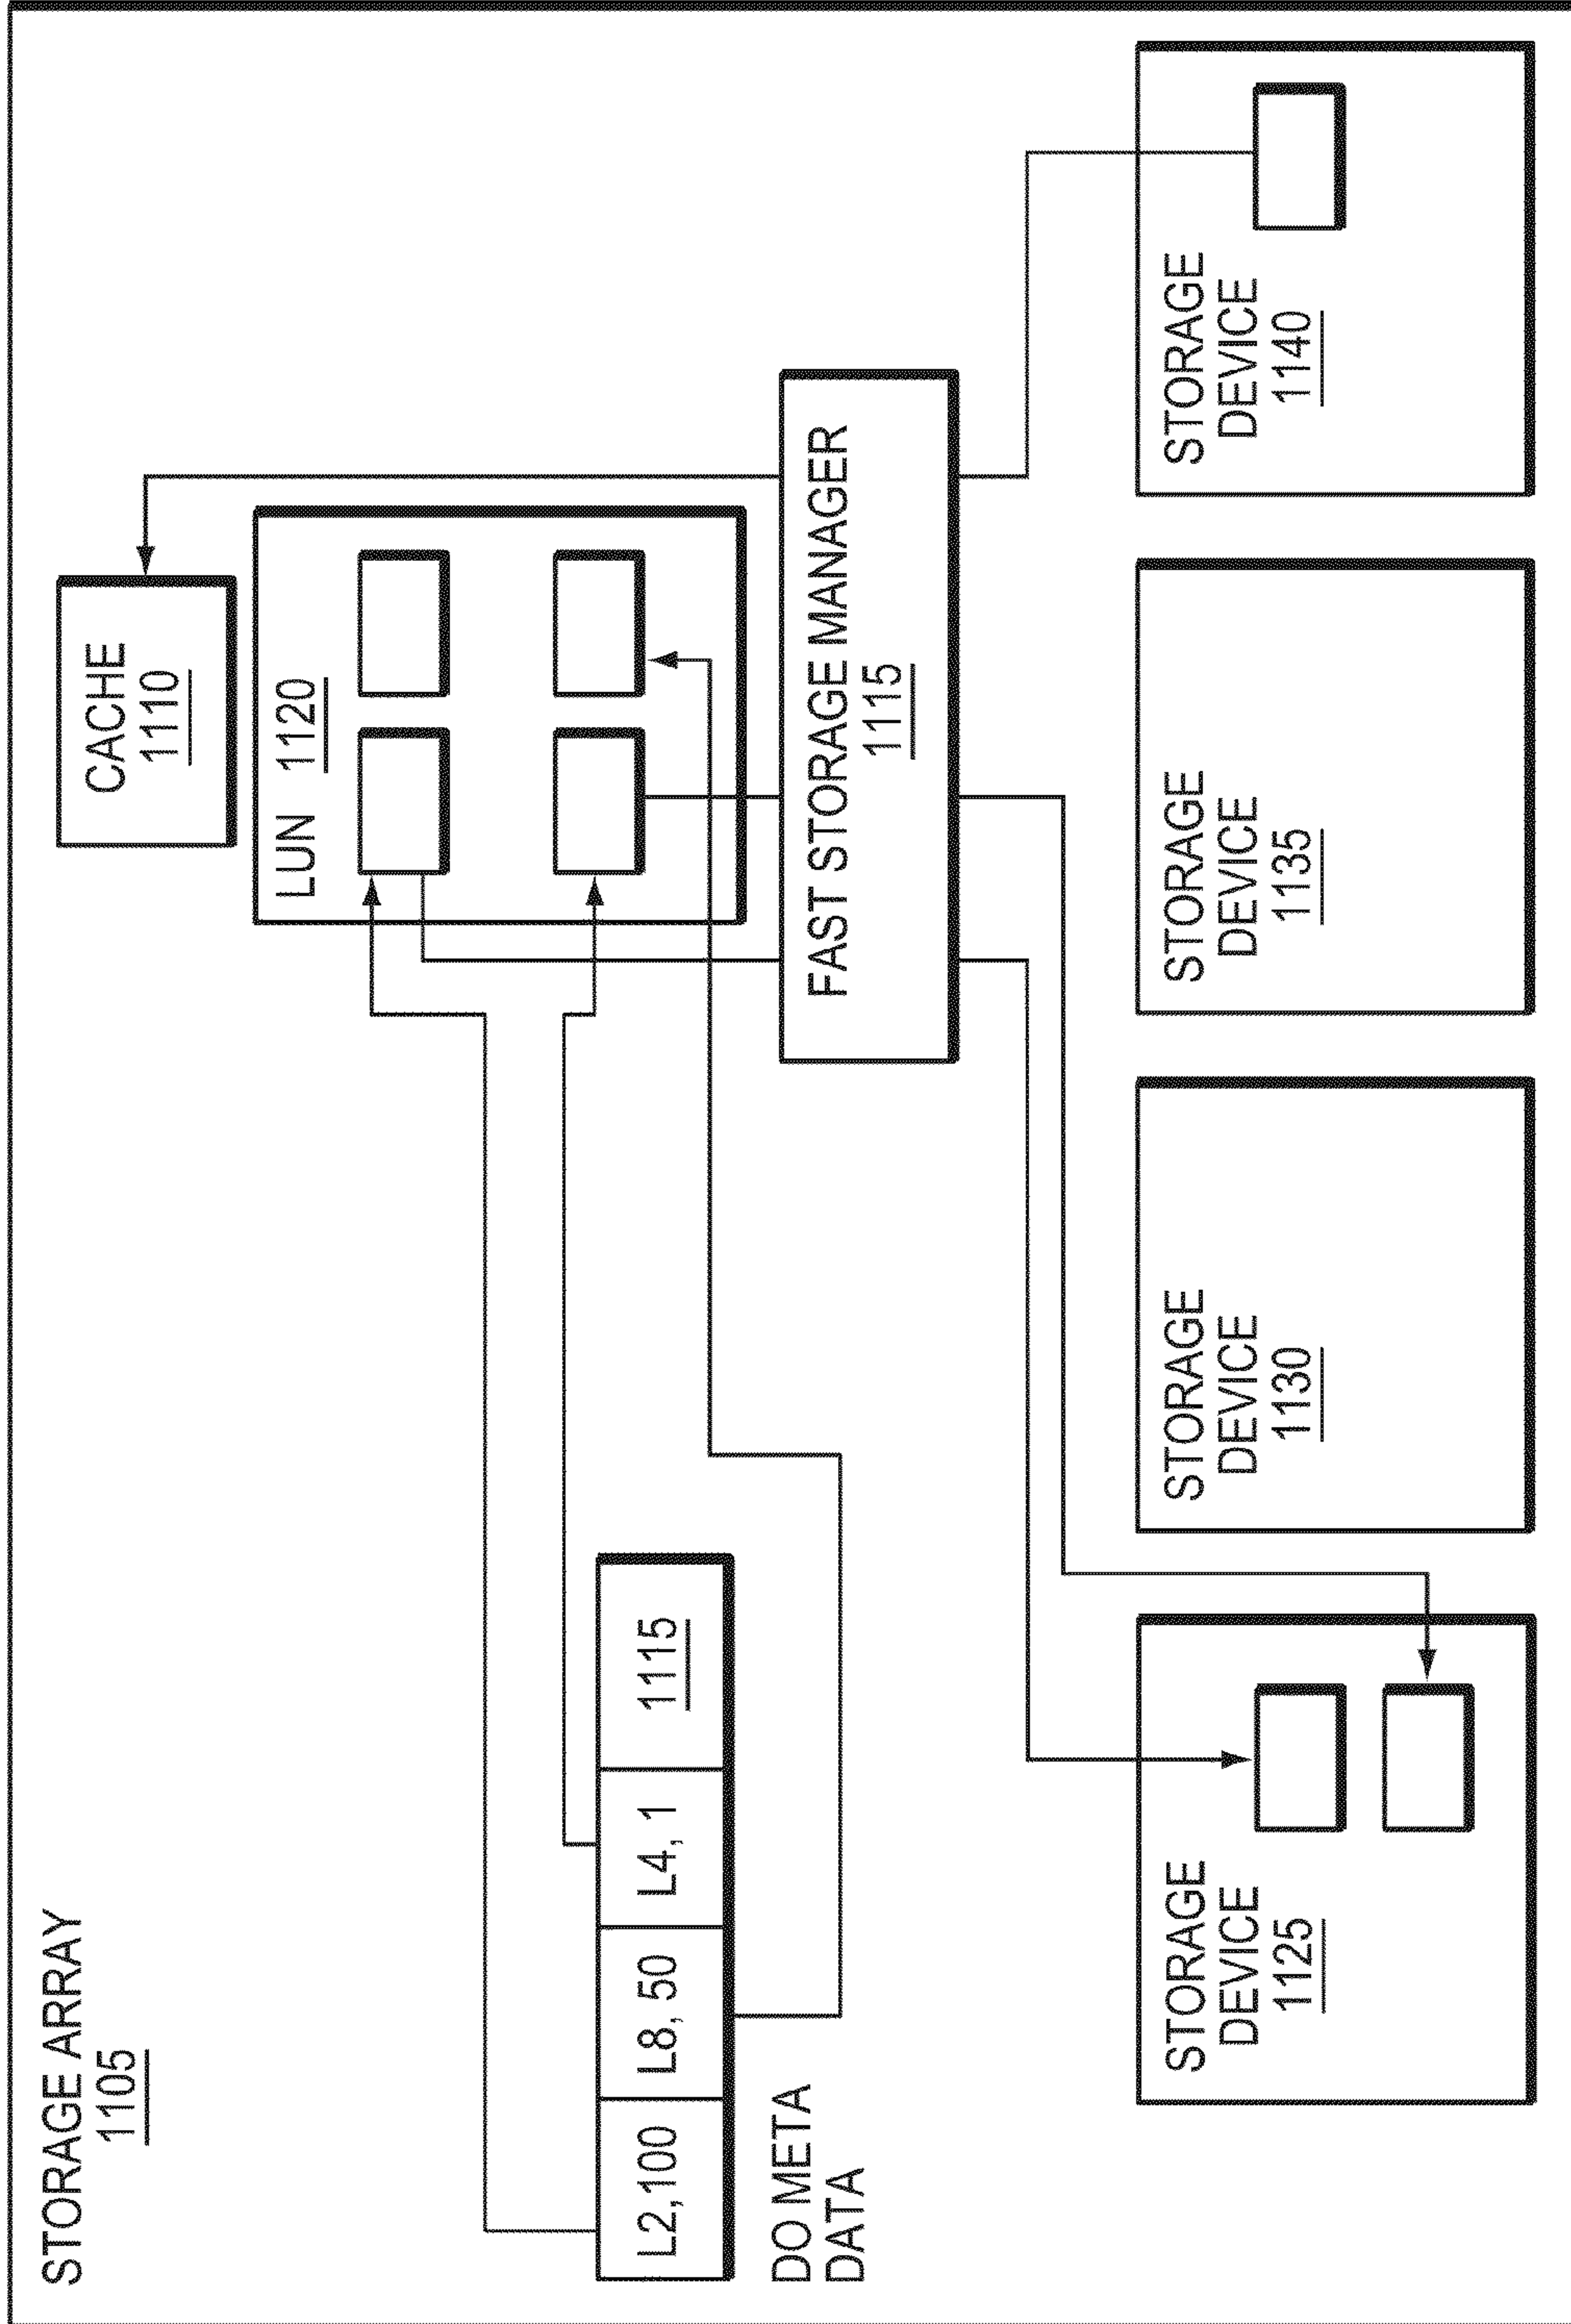 STORAGE ARRAY
1105
CACHE
1110
LUN 1120
L2,100
L8, 50
L4, 1
1115
DO META
DATA
FAST STORAGE MANAGER
1115
STORAGE
DEVICE
1125
STORAGE
DEVICE
1130
STORAGE
DEVICE
1135
STORAGE
DEVICE
1140